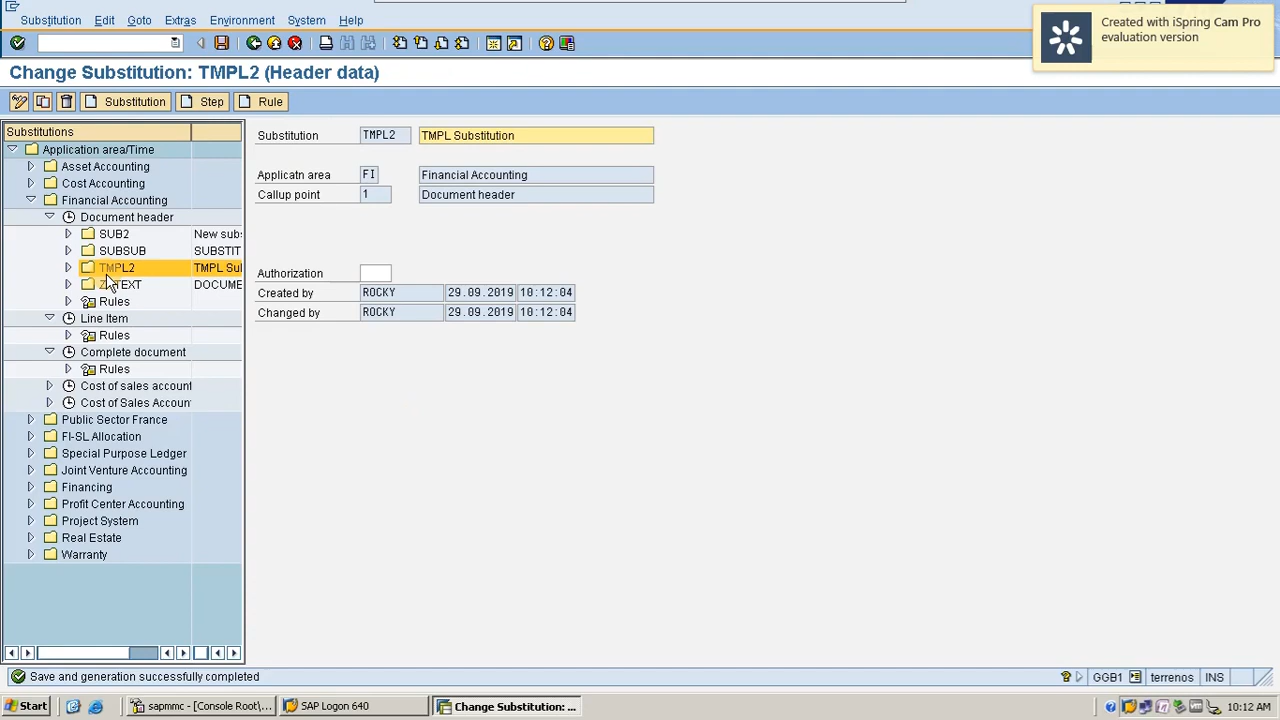 Substitution Edit Goto Extras Environment System Help
Created with iSpring Cam Pro
evaluation version
Change Substitution: TMPL2 (Header data)
Substitution Step Rule
Substitutions
Application area/Time
Asset Accounting
Cost Accounting
Financial Accounting
Document header
SUB2 New subs
SUBSUB SUBSTIT
TMPL2 TMPL Sul
TEXT DOCUME
Rules
Line Item
Rules
Complete document
Rules
Cost of sales account
Cost of Sales Accoun
Public Sector France
FI-SL Allocation
Special Purpose Ledger
Joint Venture Accounting
Financing
Profit Center Accounting
Project System
Real Estate
Warranty
Substitution TMPL2 TMPL Substitution
Applicatn area FI Financial Accounting
Callup point 1 Document header
Authorization
Created by ROCKY 29.09.2019 10:12:04
Changed by ROCKY 29.09.2019 10:12:04
Save and generation successfully completed
GGB1 terrenos INS
Start sapmmc - [Console Root\... SAP Logon 640 Change Substitution: ... 10:12 AM